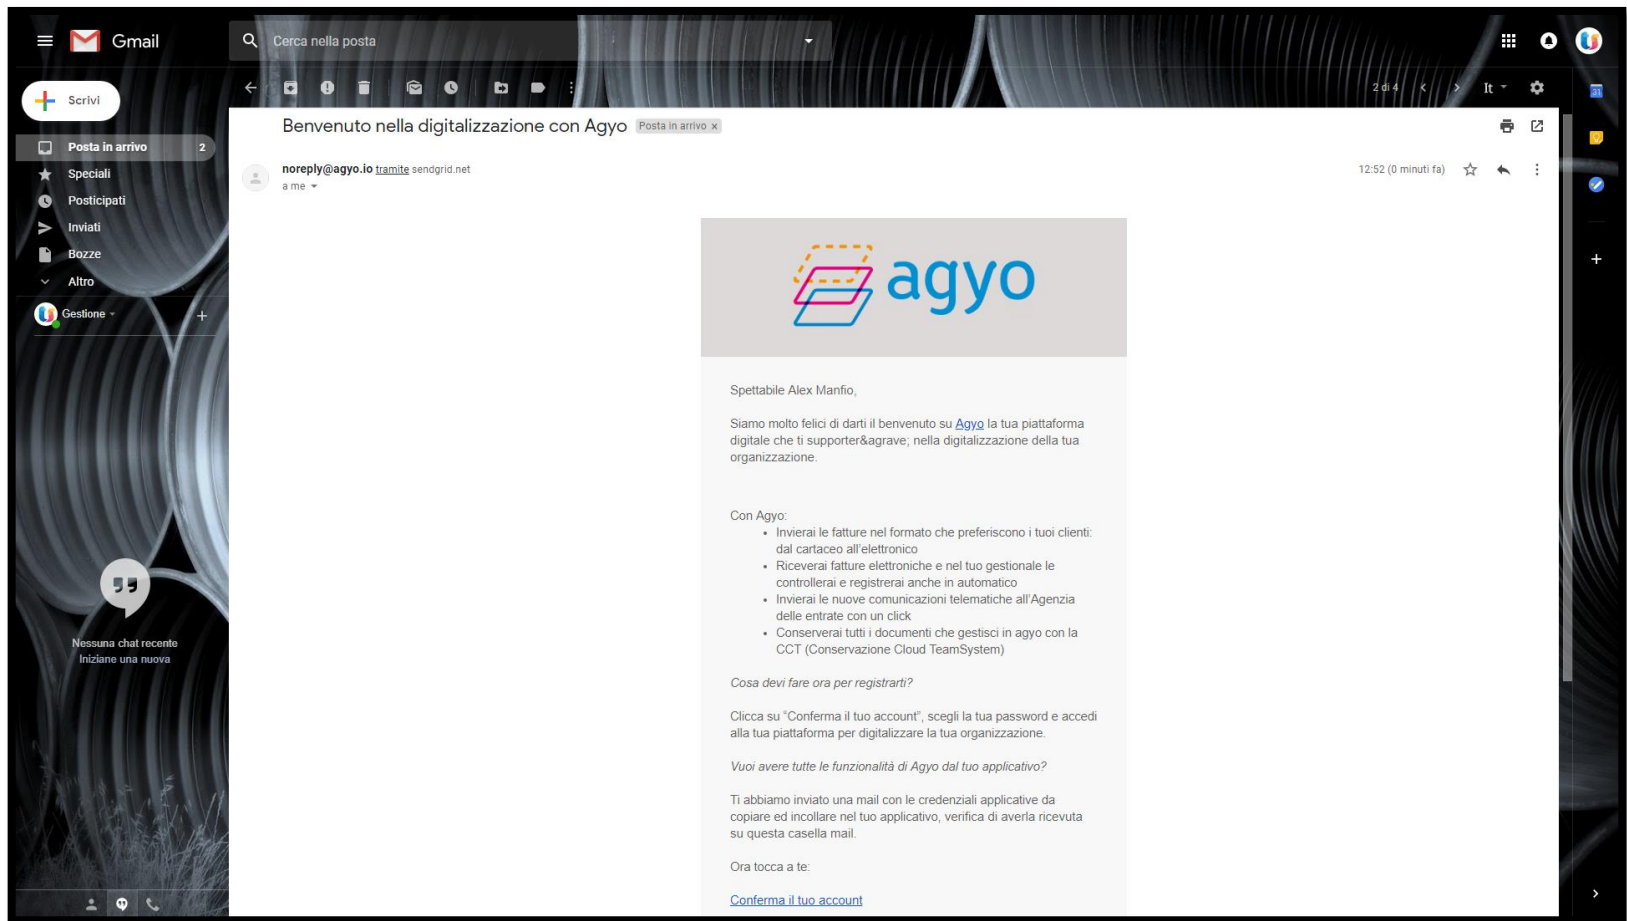 Gmail
Cerca nella posta
Scrivi
2 di 4
It
31
Benvenuto nella digitalizzazione con Agyo Posta in arrivo x
Posta in arrivo 2
Speciali
Posticipati
Inviati
Bozze
Altro
Gestione
noreply@agyo.io tramite sendgrid.net
12:52 (0 minuti fa)
a me
agyo
Spettabile Alex Manfio,
Siamo molto felici di darti il benvenuto su Agyo la tua piattaforma
digitale che ti supporter&agrave; nella digitalizzazione della tua
organizzazione.
Con Agyo:
• Invierai le fatture nel formato che preferiscono i tuoi clienti:
dal cartaceo all'elettronico
• Riceverai fatture elettroniche e nel tuo gestionale le
controllerai e registrerai anche in automatico
• Invierai le nuove comunicazioni telematiche all'Agenzia
delle entrate con un click
• Conserverai tutti i documenti che gestisci in agyo con la
CCT (Conservazione Cloud TeamSystem)
Cosa devi fare ora per registrarti?
Clicca su “Conferma il tuo account”, scegli la tua password e accedi
alla tua piattaforma per digitalizzare la tua organizzazione.
Vuoi avere tutte le funzionalità di Agyo dal tuo applicativo?
Ti abbiamo inviato una mail con le credenziali applicative da
copiare ed incollare nel tuo applicativo, verifica di averla ricevuta
su questa casella mail.
Ora tocca a te:
Conferma il tuo account
Nessuna chat recente
Iniziane una nuova